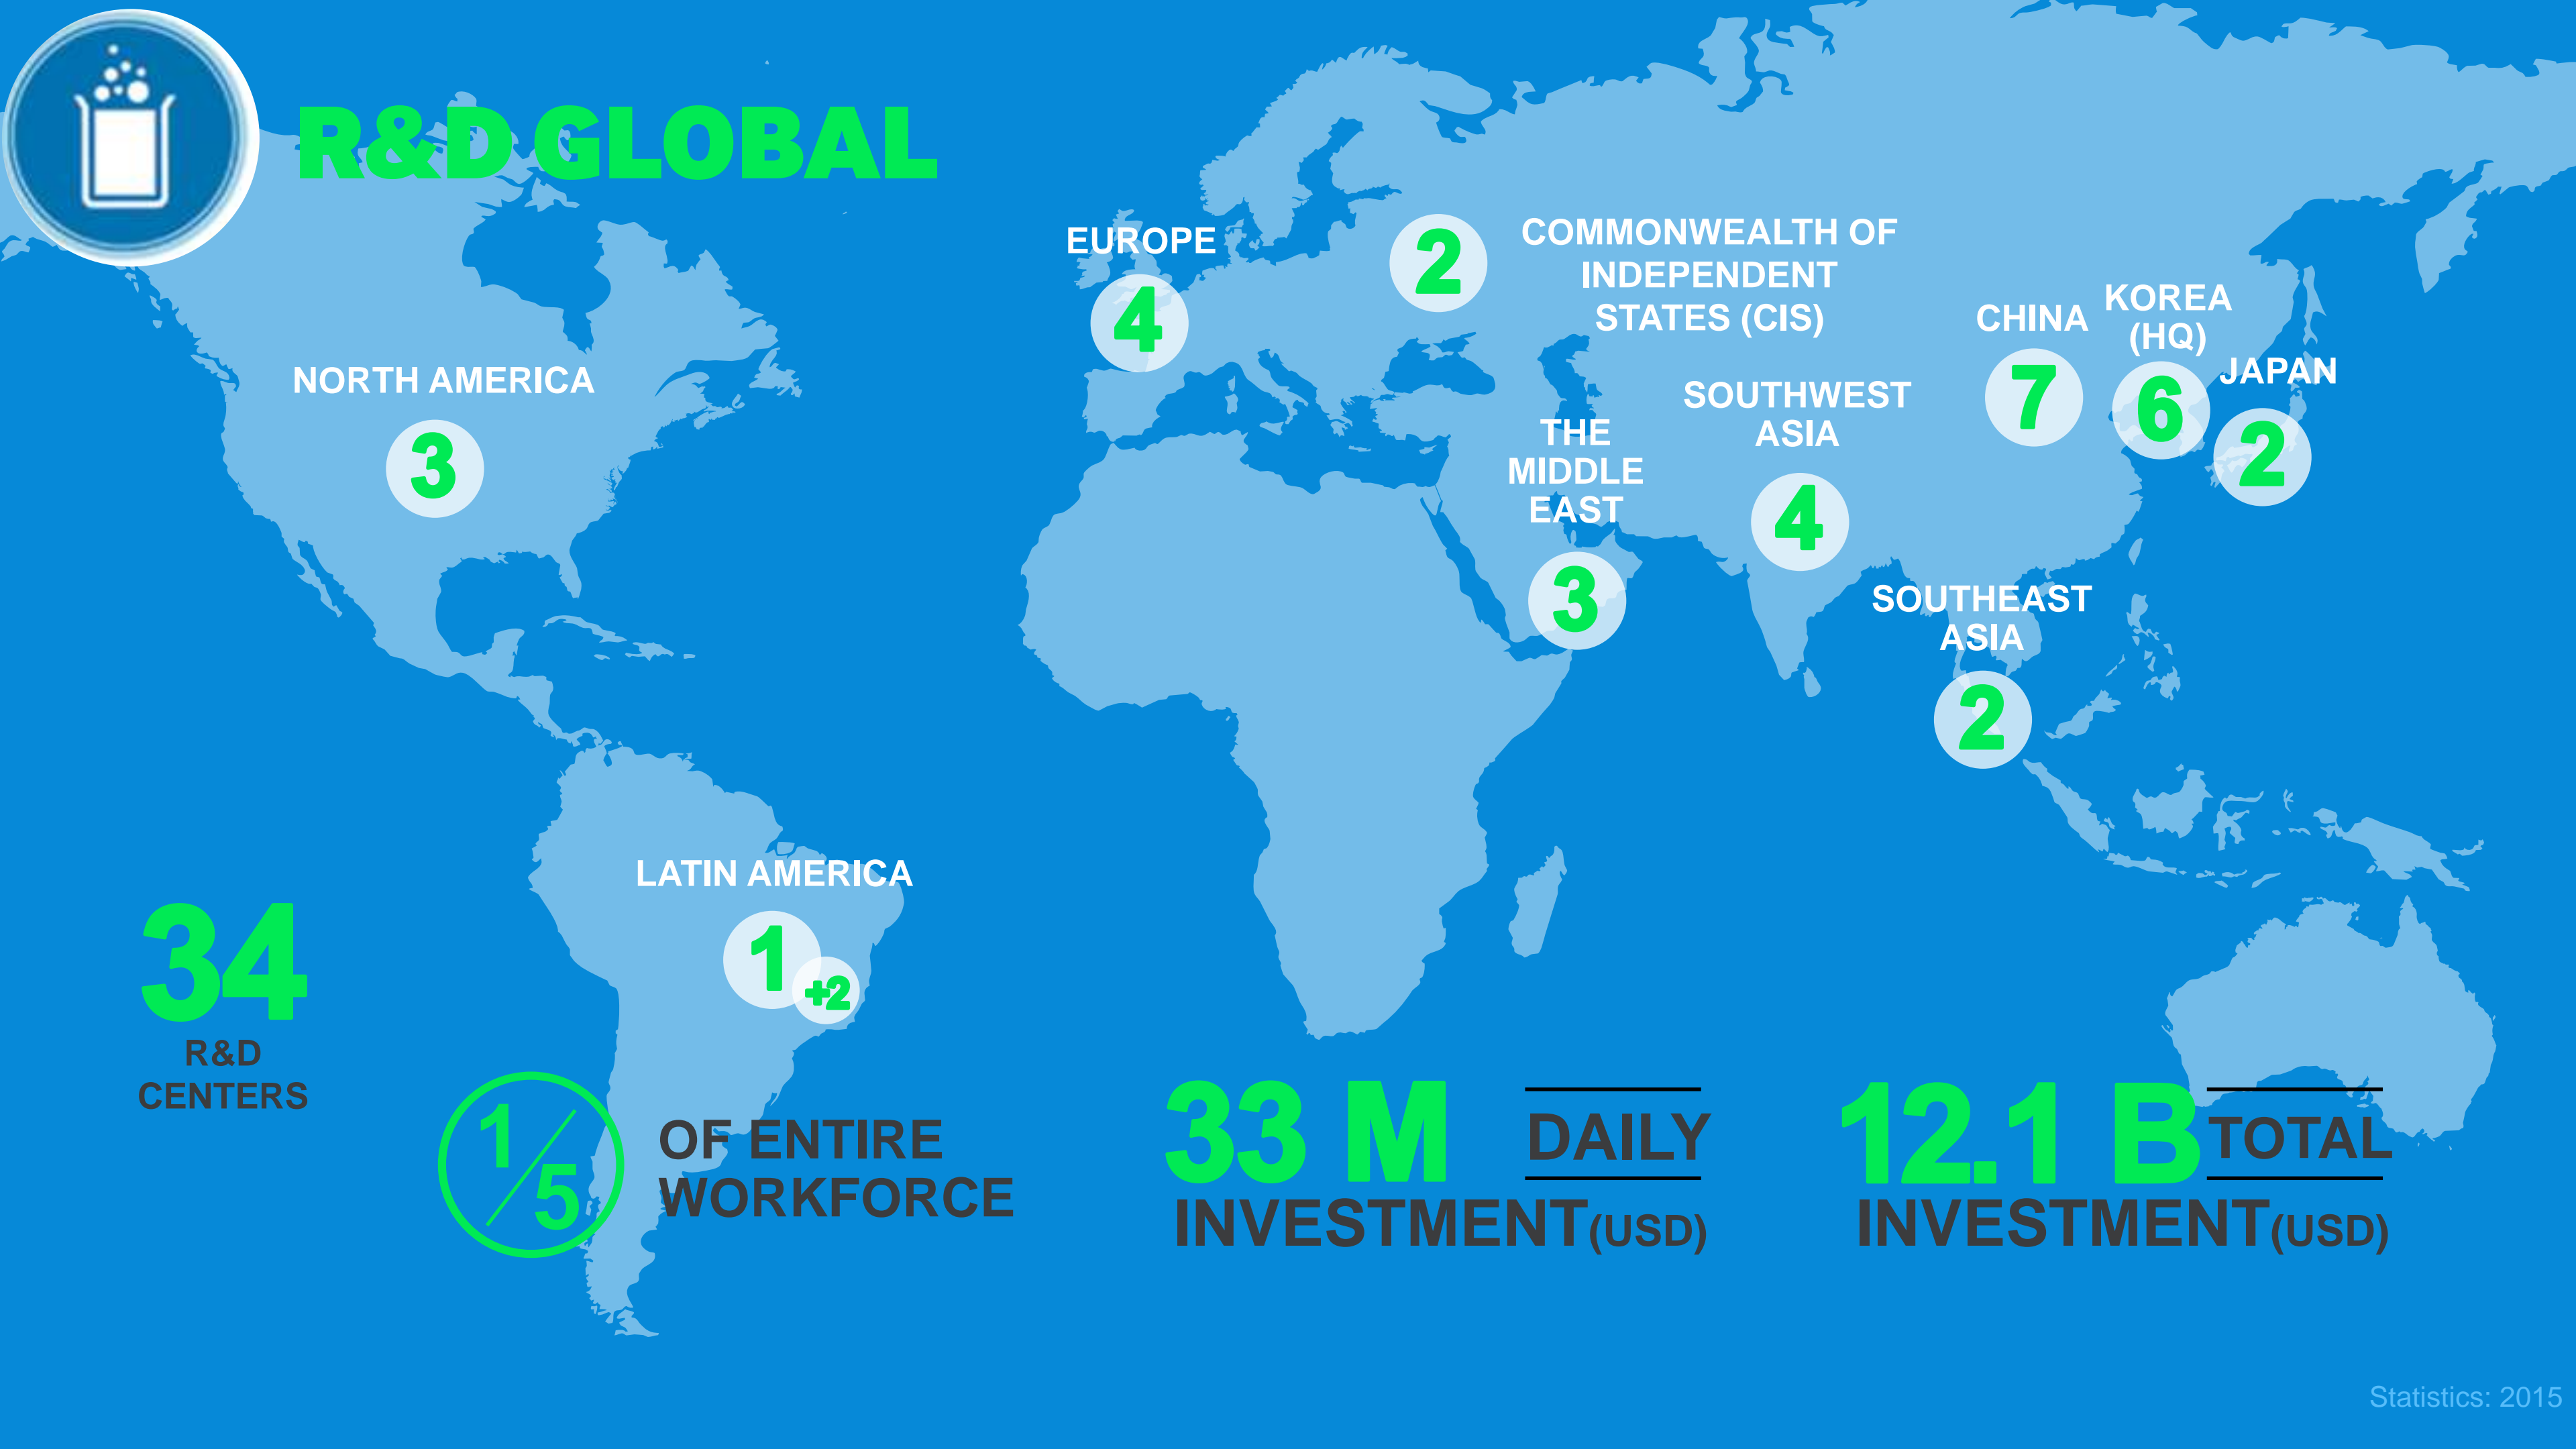 R&D GLOBAL
EUROPE
4
2
COMMONWEALTH OF
INDEPENDENT
STATES (CIS)
CHINA
7
KOREA
(HQ)
6
JAPAN
2
NORTH AMERICA
3
THE
MIDDLE
EAST
3
SOUTHWEST
ASIA
4
SOUTHEAST
ASIA
2
LATIN AMERICA
1
+2
34
R&D
CENTERS
1/5
OF ENTIRE
WORKFORCE
33 M DAILY
INVESTMENT(USD)
12.1 B TOTAL
INVESTMENT(USD)
Statistics: 2015